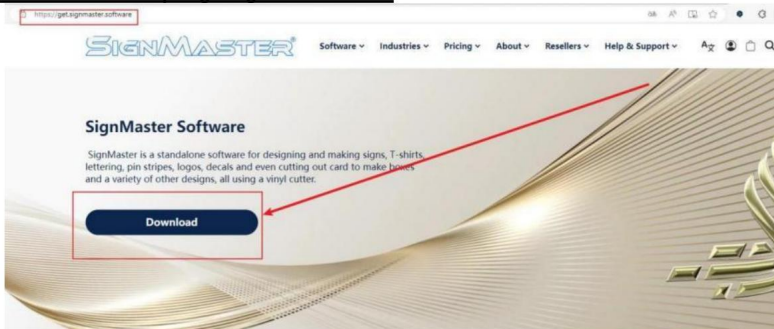 https://get.signmaster.software
SIGNMASTER
Software Industries Pricing About Resellers Help & Support
SignMaster Software
SignMaster is a standalone software for designing and making signs, T-shirts,
lettering, pin stripes, logos, decals and even cutting out card to make boxes
and a variety of other designs, all using a vinyl cutter.
Download